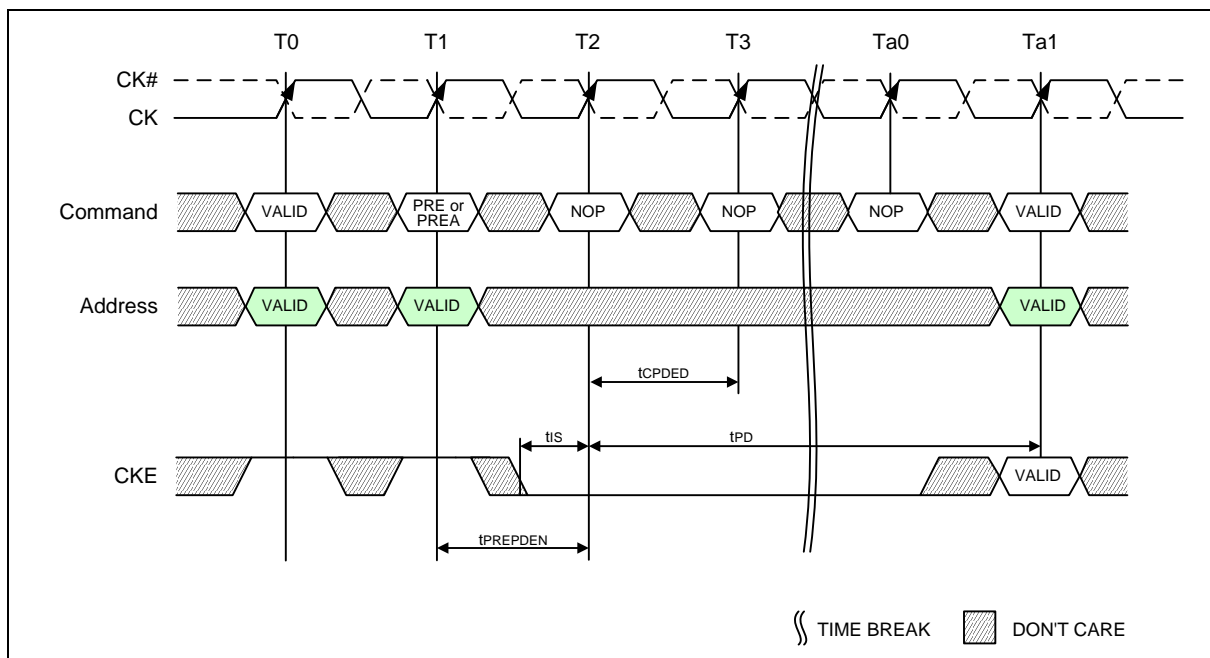 T0 T1 T2 T3 Ta0 Ta1
CK#
CK
Command VALID PRE or PREA NOP NOP NOP VALID
Address VALID VALID VALID
tCPDED
tIS tPD
CKE VALID
tPREPDEN
TIME BREAK DON'T CARE